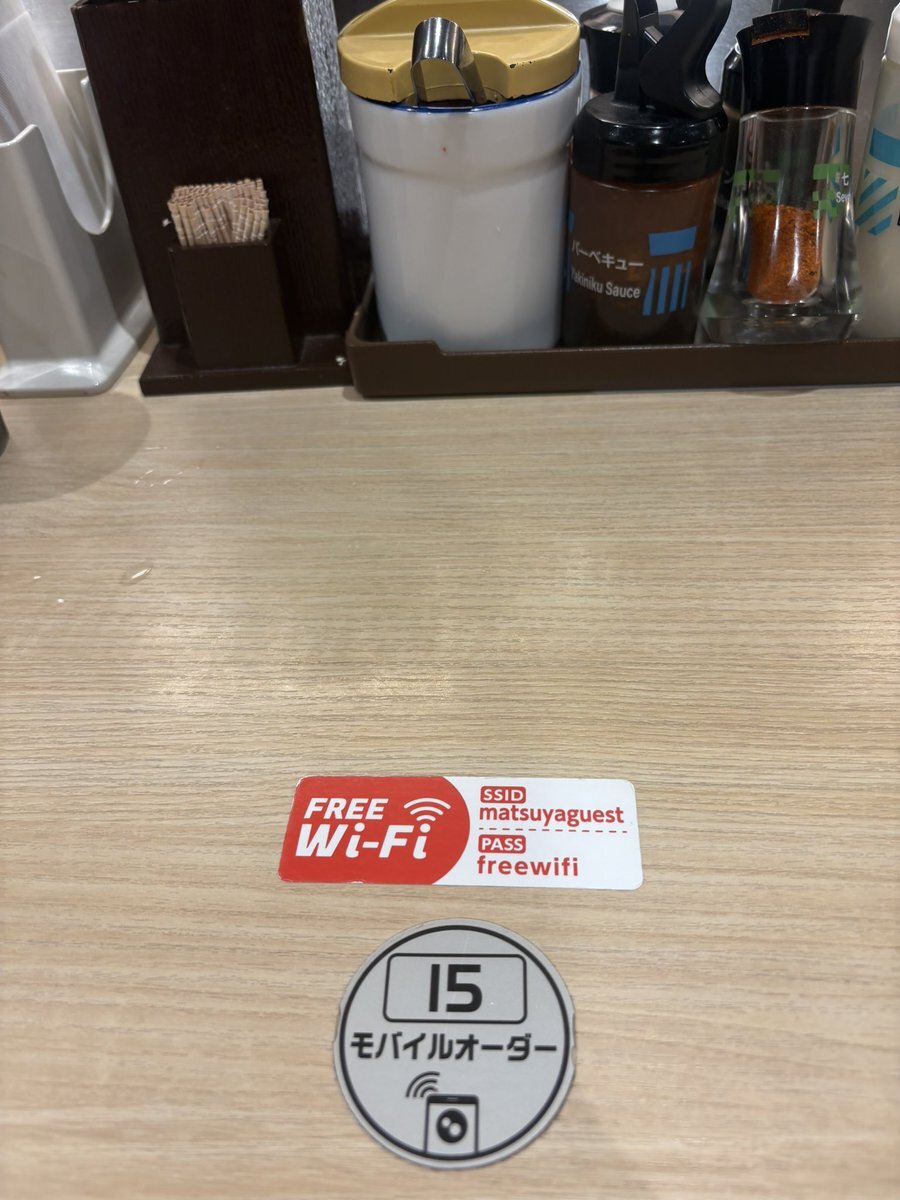 バーベキュー
Yakiniku Sauce
七
FREE
Wi-Fi
SSID
matsuyaguest
PASS
freewifi
15
モバイルオーダー